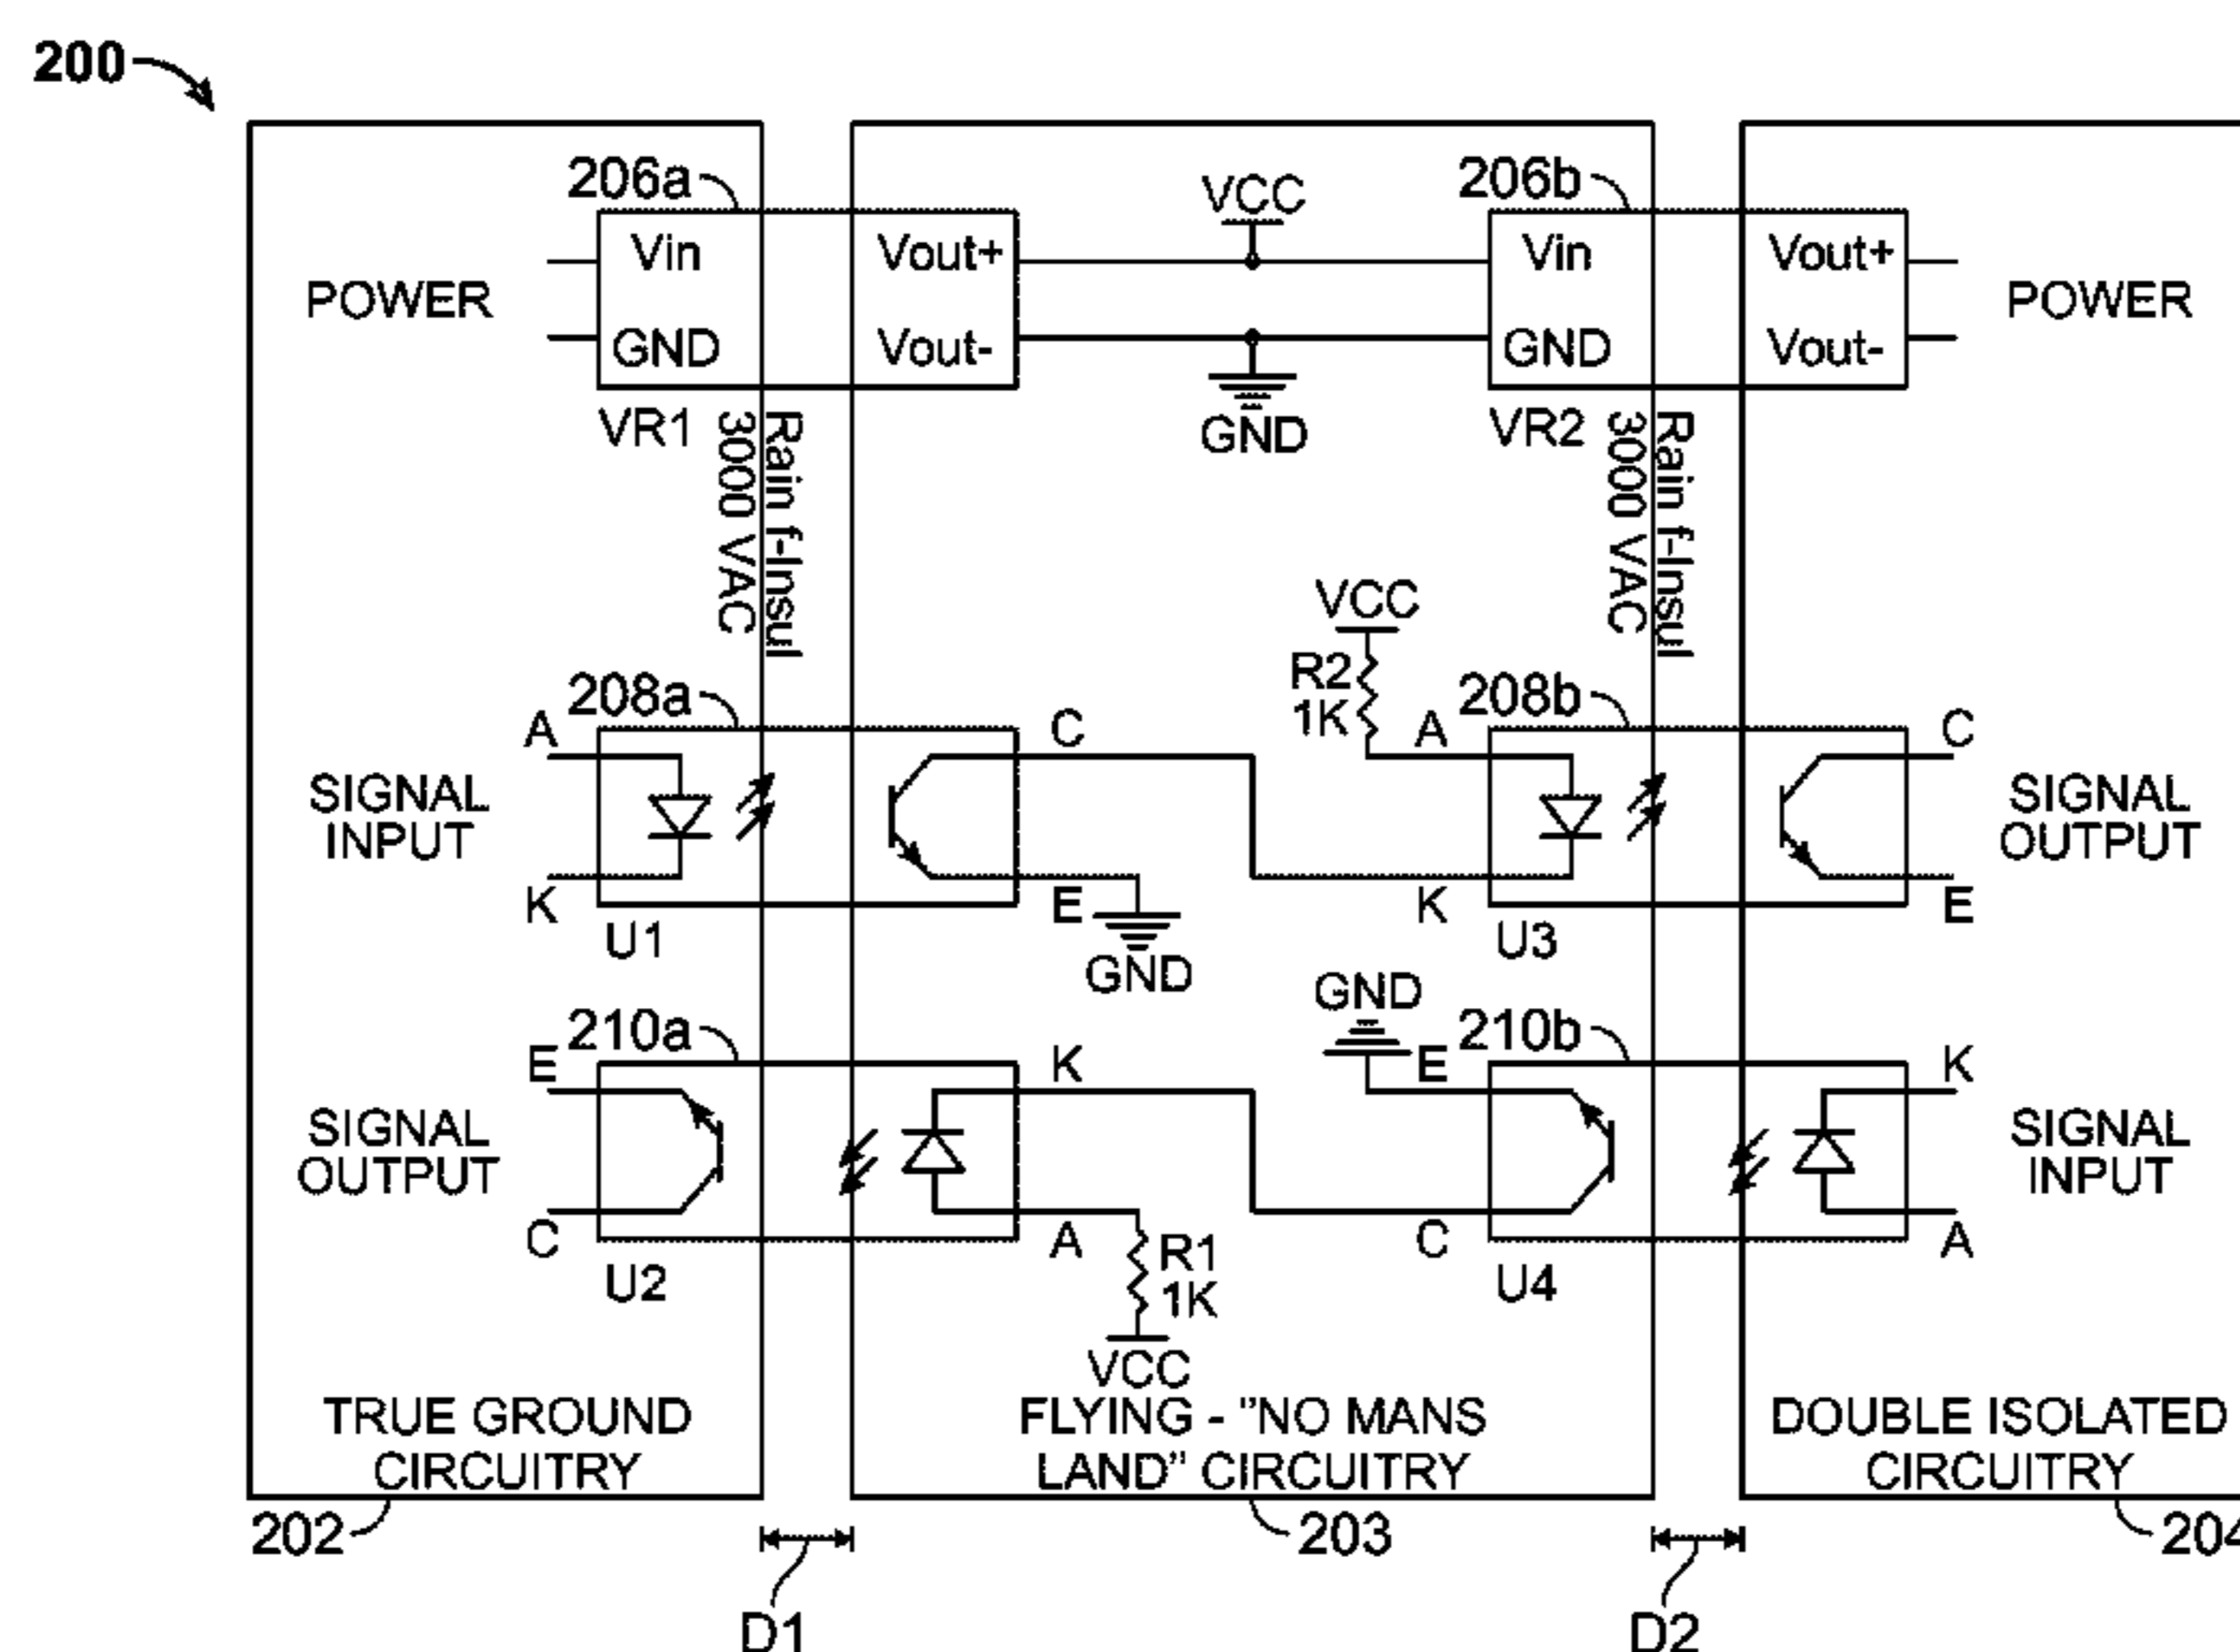 200
206a
VCC
206b
Vin
Vout+
Vin
Vout+
POWER
POWER
GND
Vout-
GND
Vout-
VR1
GND
VR2
Rain f-Insul
3000 VAC
Rain f-Insul
3000 VAC
VCC
R2
1K
208a
208b
A
C
A
C
SIGNAL
INPUT
SIGNAL
OUTPUT
K
E
K
E
U1
GND
U3
GND
210a
210b
E
K
E
K
SIGNAL
OUTPUT
SIGNAL
INPUT
C
A
C
A
R1
1K
U2
U4
VCC
TRUE GROUND
CIRCUITRY
FLYING - "NO MANS
LAND" CIRCUITRY
DOUBLE ISOLATED
CIRCUITRY
202
203
204
D1
D2